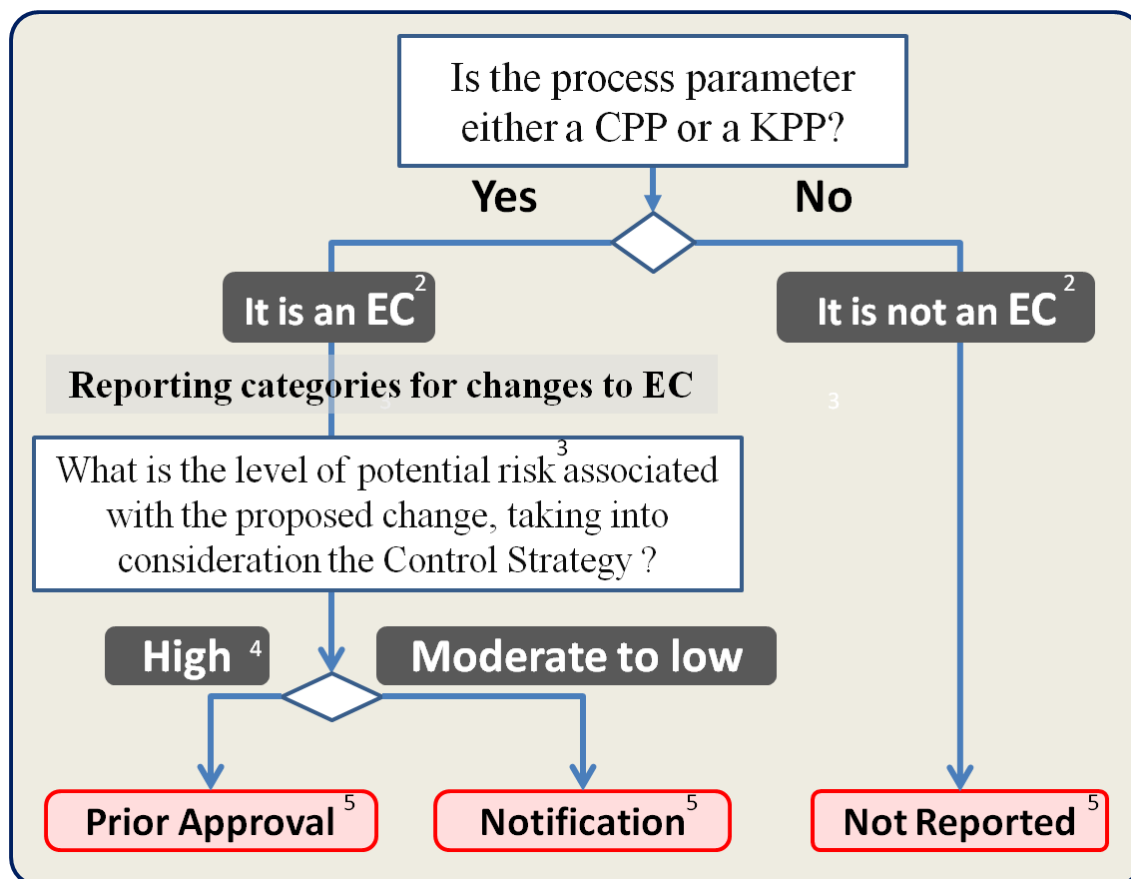 Is the process parameter
either a CPP or a KPP?
Yes No
It is an EC2 It is not an EC2
Reporting categories for changes to EC
3
What is the level of potential risk3 associated
with the proposed change, taking into
consideration the Control Strategy ?
High 4 Moderate to low
Prior Approval5 Notification5 Not Reported5